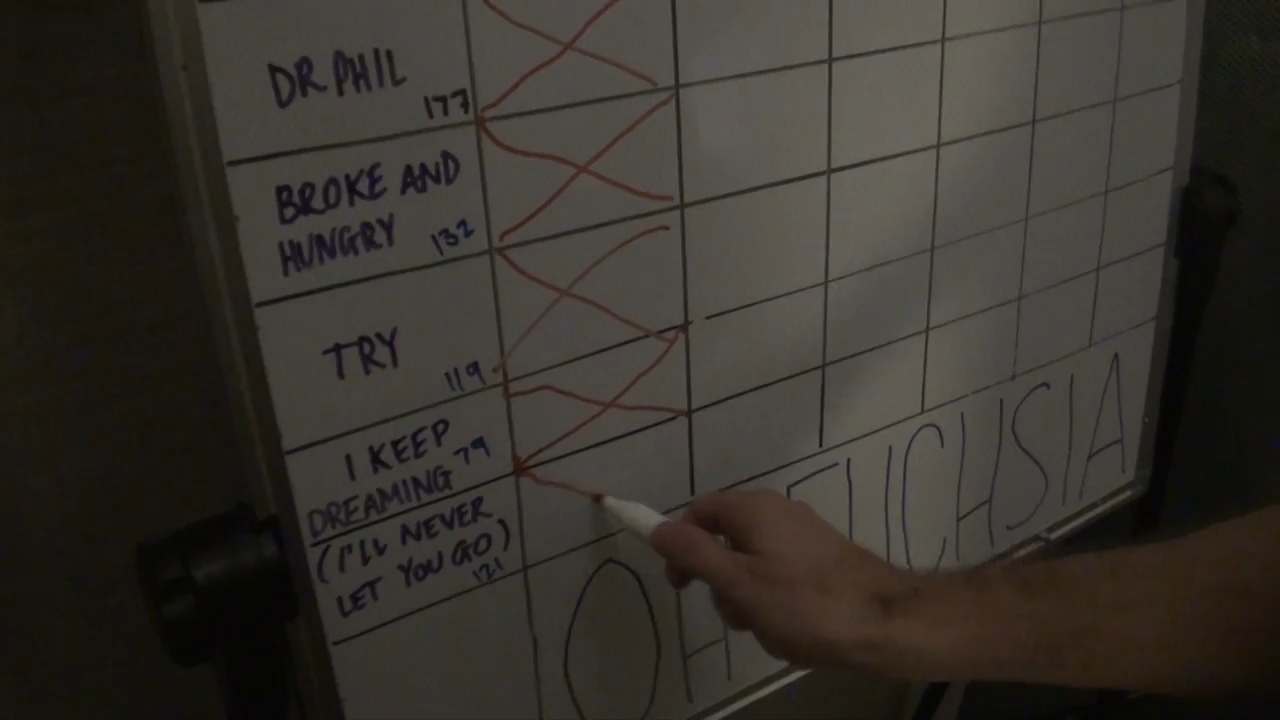 DR PHIL
177
BROKE AND
HUNGRY 132
TRY
119
I KEEP
DREAMING 79
(I'LL NEVER
LET YOU GO)
121
OH FUCHSIA